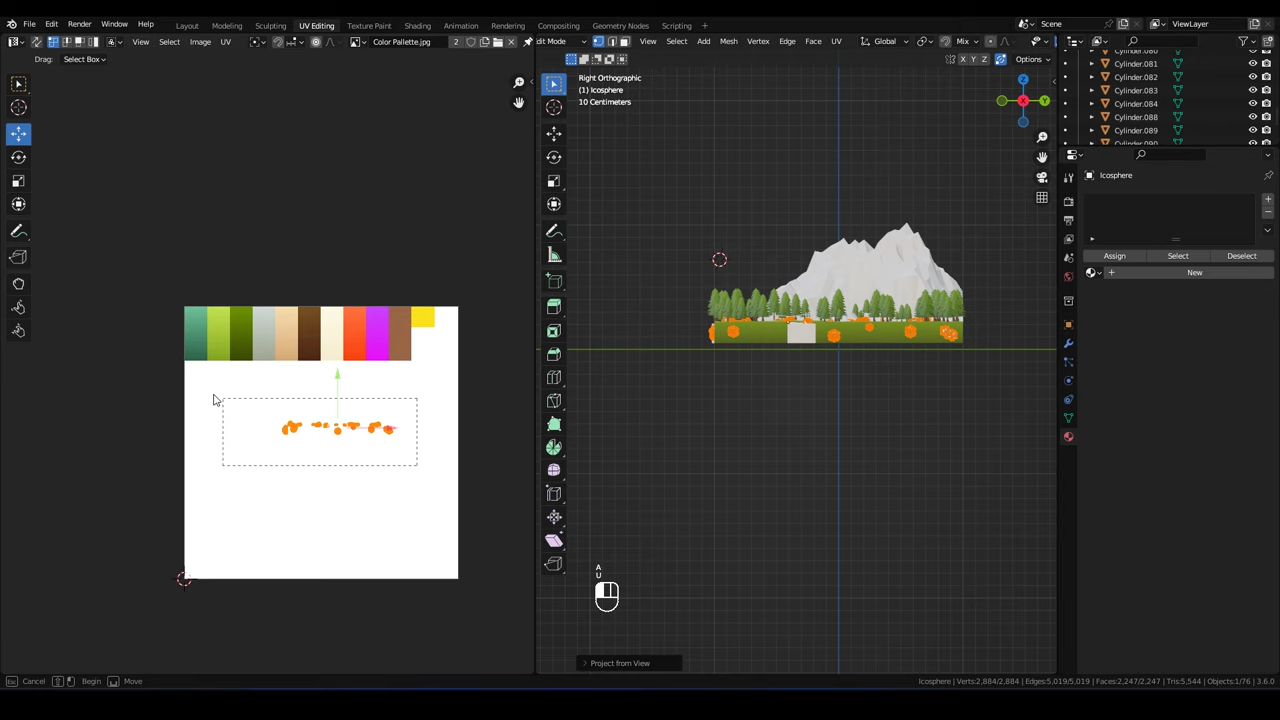 File Edit Render Window Help Layout Modeling Sculpting UV Editing Texture Paint Shading Animation Rendering Compositing Geometry Nodes Scripting + Scene ViewLayer
View Select Image UV Color Pallette.jpg 2 dit Mode View Select Add Mesh Vertex Edge Face UV Global Mix
Drag: Select Box X Y Z Options
Right Orthographic
(1) Icosphere
10 Centimeters
Z
X
Y
Cylinder.080
Cylinder.081
Cylinder.082
Cylinder.083
Cylinder.084
Cylinder.088
Cylinder.089
Cylinder.090
Icosphere
Assign Select Deselect
New
A
U
Project from View
Cancel Begin Move Icosphere | Verts:2,884/2,884 | Edges:5,019/5,019 | Faces:2,247/2,247 | Tris:5,544 | Objects:1/76 | 3.6.0